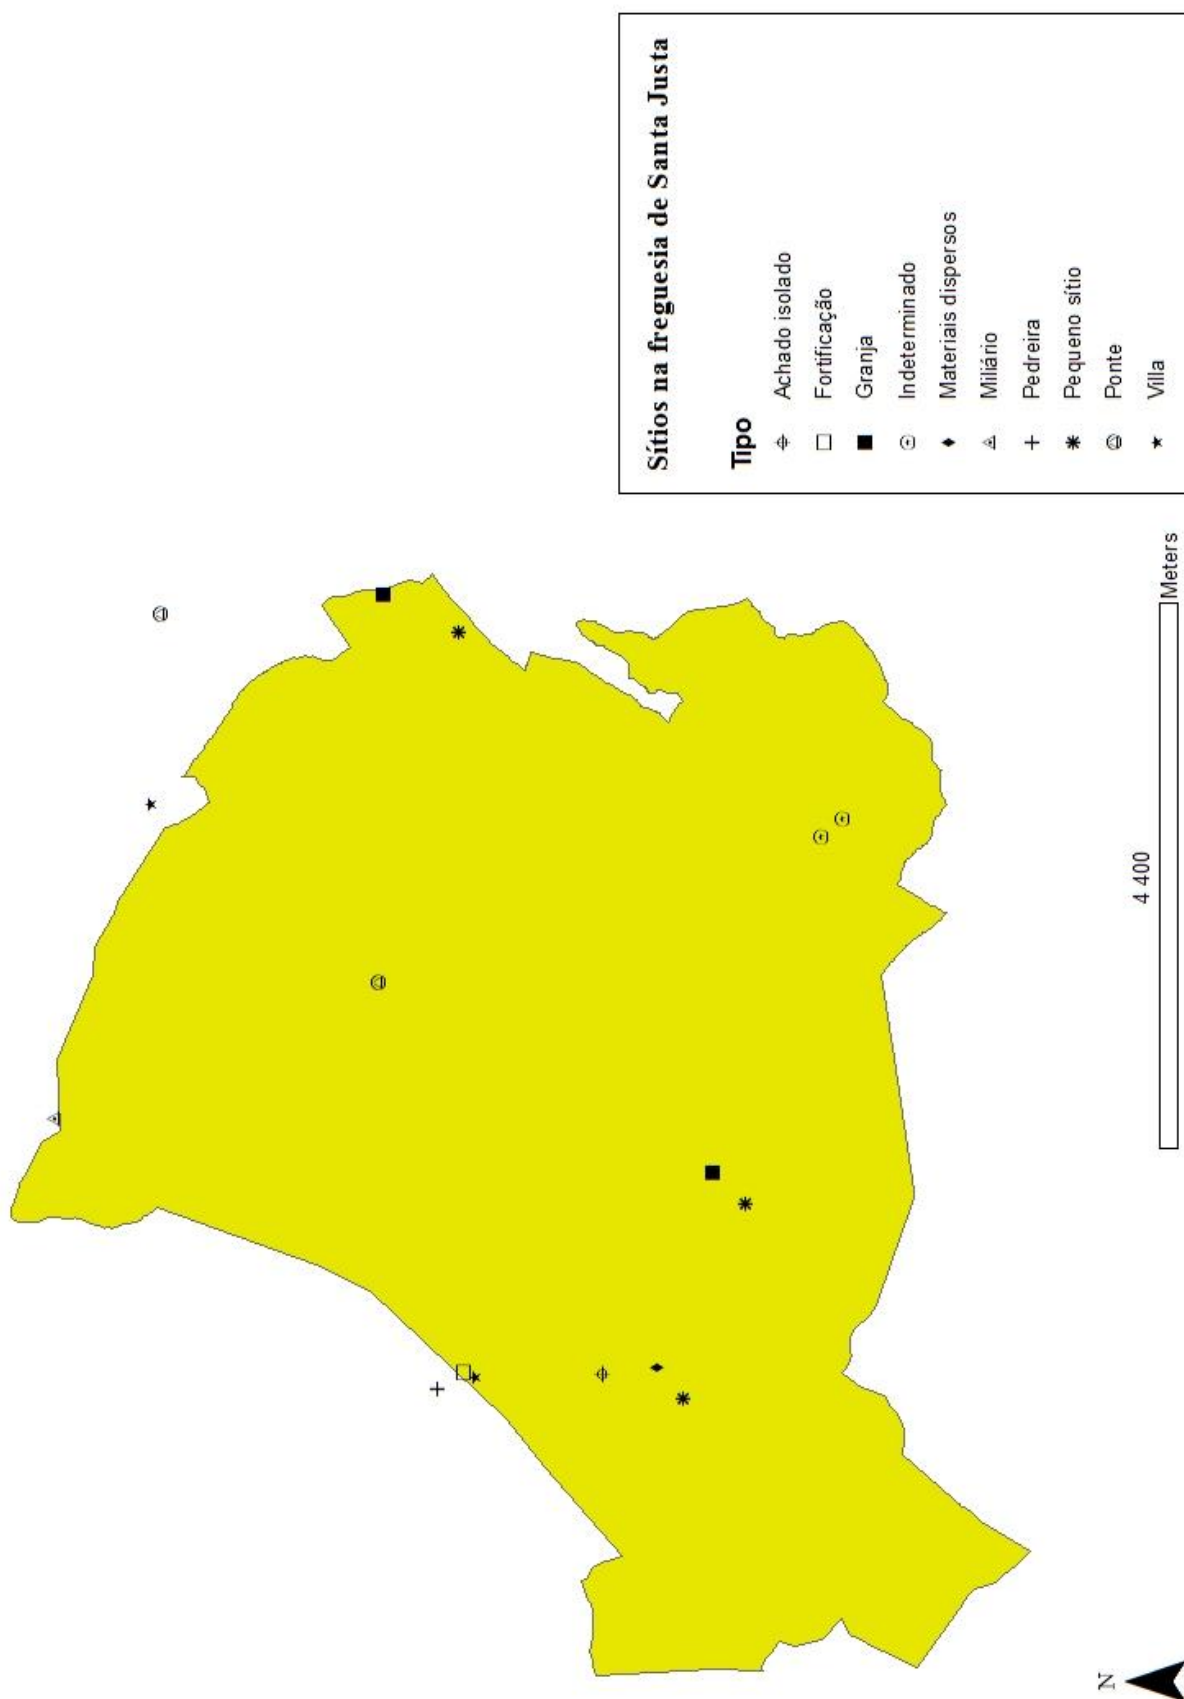 Sítios na freguesia de Santa Justa
Tipo
Achado isolado
Fortificação
Granja
Indeterminado
Materiais dispersos
Miliário
Pedreira
Pequeno sítio
Ponte
Villa
4 400
Meters
N